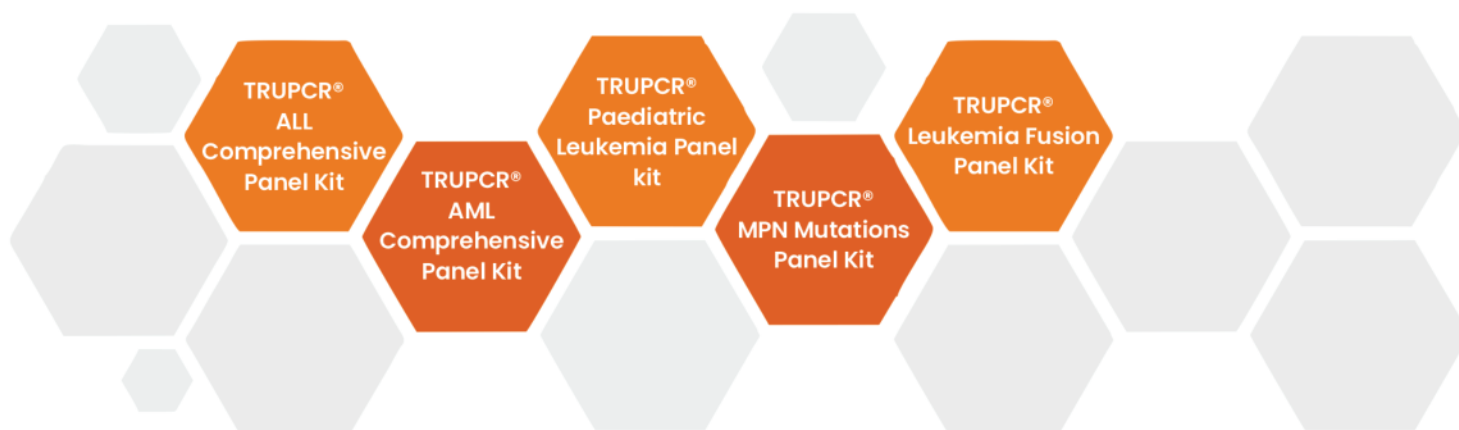 TRUPCR®
ALL
Comprehensive
Panel Kit
TRUPCR®
AML
Comprehensive
Panel Kit
TRUPCR®
Paediatric
Leukemia Panel
kit
TRUPCR®
MPN Mutations
Panel Kit
TRUPCR®
Leukemia Fusion
Panel Kit